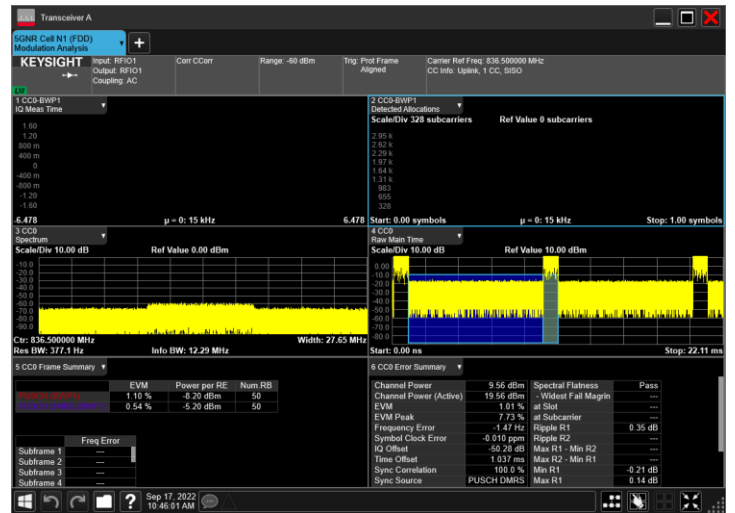 Transceiver A
5GNR Cell N1 (FDD)
Modulation Analysis
KEYSIGHT
Input: RFIO1
Output: RFIO1
Coupling: AC
Corr CCorr
Range: -60 dBm
Trig: Prot Frame
Aligned
Carrier Ref Freq: 836.500000 MHz
CC Info: Uplink, 1 CC, SISO
LXI
1 CC0-BWP1
IQ Meas Time
1.60
1.20
800 m
400 m
0
-400 m
-800 m
-1.20
-1.60
-6.478 μ = 0: 15 kHz 6.478
2 CC0-BWP1
Detected Allocations
Scale/Div 328 subcarriers Ref Value 0 subcarriers
2.95 k
2.62 k
2.29 k
1.97 k
1.64 k
1.31 k
983
655
328
Start: 0.00 symbols μ = 0: 15 kHz Stop: 1.00 symbols
3 CC0
Spectrum
Scale/Div 10.00 dB Ref Value 0.00 dBm
-10.0
-20.0
-30.0
-40.0
-50.0
-60.0
-70.0
-90.0
Ctr: 836.500000 MHz Width: 27.65 MHz
Res BW: 377.1 Hz Info BW: 12.29 MHz
4 CC0
Raw Main Time
Scale/Div 10.00 dB Ref Value 10.00 dBm
0.00
-10.0
-20.0
-30.0
-40.0
-50.0
-60.0
-70.0
-80.0
Start: 0.00 ns Stop: 22.11 ms
5 CC0 Frame Summary
EVM Power per RE Num.RB
PUSCH (BWP1) 1.10 % -8.20 dBm 50
0.54 % -5.20 dBm 50
Freq Error
Subframe 1 ---
Subframe 2 ---
Subframe 3 ---
Subframe 4 ---
6 CC0 Error Summary
Channel Power 9.56 dBm Spectral Flatness Pass
Channel Power (Active) 19.56 dBm - Widest Fail Magrin ---
EVM 1.01 % at Slot ---
EVM Peak 7.73 % at Subcarrier ---
Frequency Error -1.47 Hz Ripple R1 0.35 dB
Symbol Clock Error -0.010 ppm Ripple R2 ---
IQ Offset -50.28 dB Max R1 - Min R2 ---
Time Offset 1.037 ms Max R2 - Min R1 ---
Sync Correlation 100.0 % Min R1 -0.21 dB
Sync Source PUSCH DMRS Max R1 0.14 dB
Sep 17, 2022
10:46:01 AM